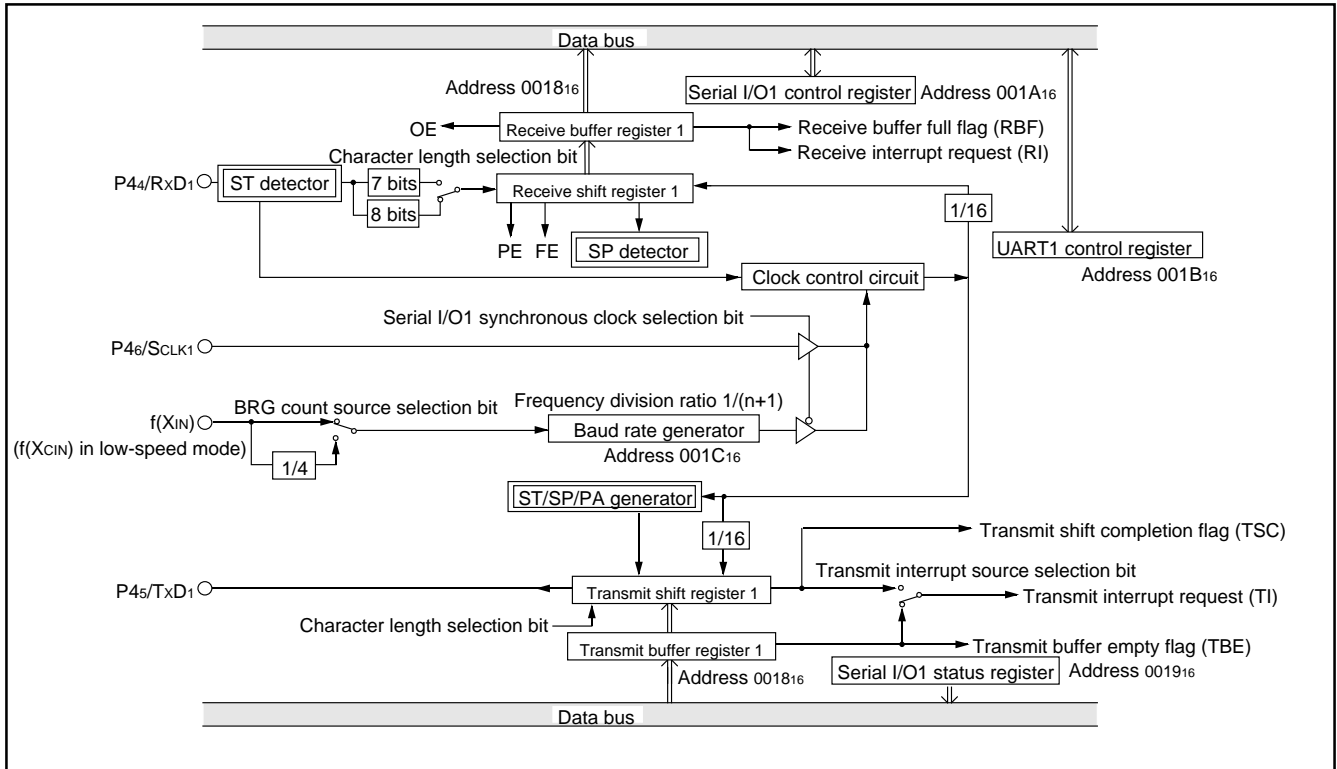 Data bus
Address 0018₁₆
Serial I/O1 control register Address 001A₁₆
OE
Receive buffer register 1
Receive buffer full flag (RBF)
Receive interrupt request (RI)
Character length selection bit
P4₄/RxD₁
ST detector
7 bits
8 bits
Receive shift register 1
1/16
PE FE
SP detector
UART1 control register
Address 001B₁₆
Clock control circuit
Serial I/O1 synchronous clock selection bit
P4₆/SCLK1
BRG count source selection bit
Frequency division ratio 1/(n+1)
f(XIN)
Baud rate generator
(f(XCIN) in low-speed mode)
Address 001C₁₆
1/4
ST/SP/PA generator
1/16
Transmit shift completion flag (TSC)
Transmit interrupt source selection bit
P4₅/TxD₁
Transmit shift register 1
Transmit interrupt request (TI)
Character length selection bit
Transmit buffer register 1
Transmit buffer empty flag (TBE)
Address 0018₁₆
Serial I/O1 status register Address 0019₁₆
Data bus